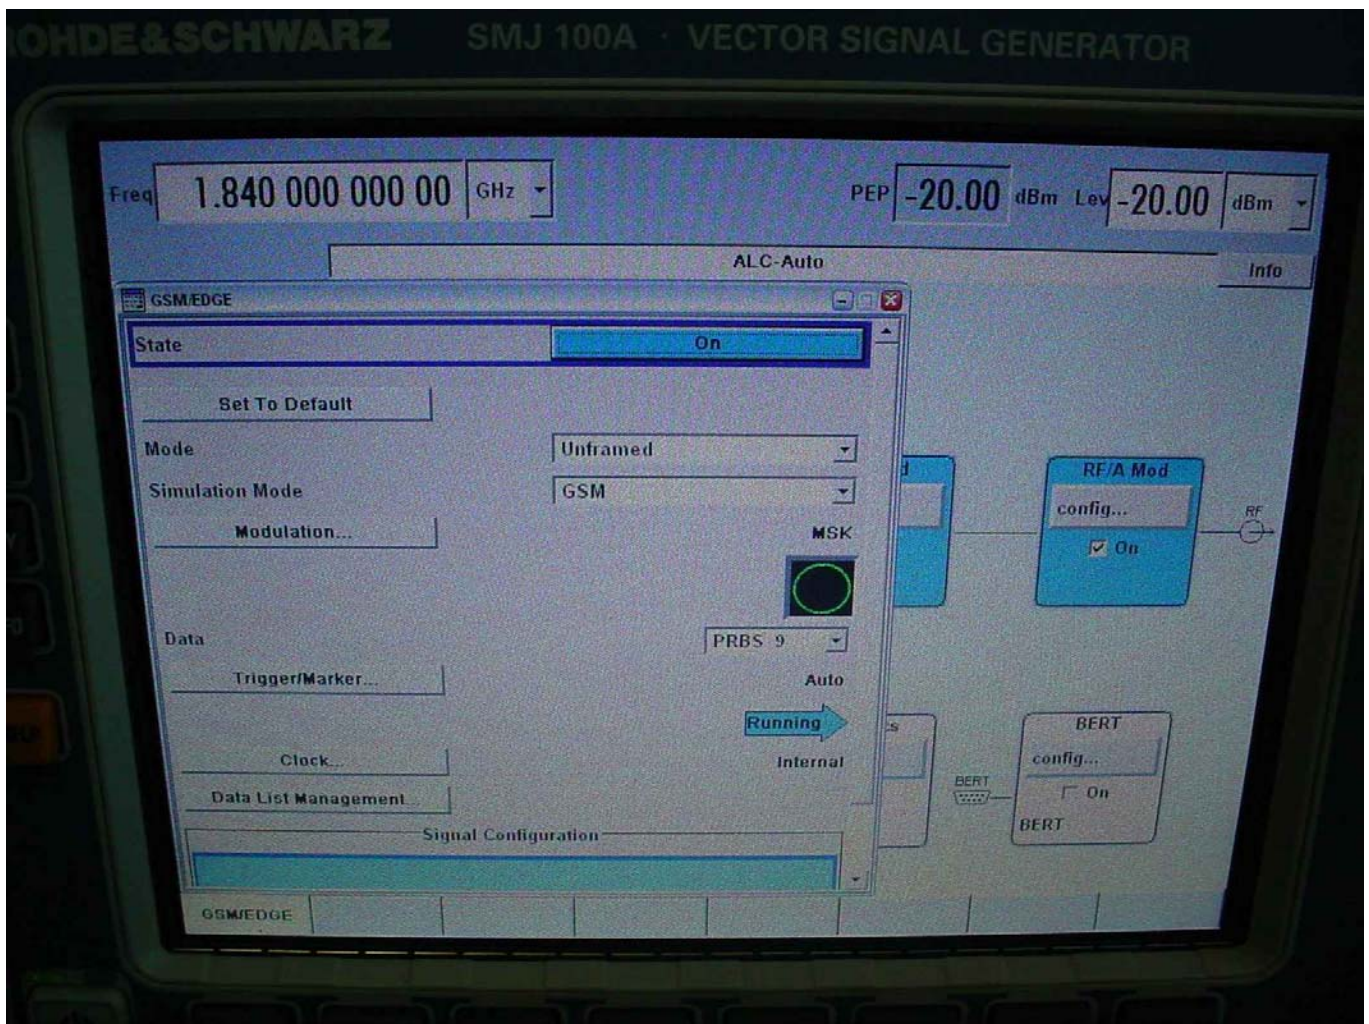 ROHDE&SCHWARZ SMJ 100A · VECTOR SIGNAL GENERATOR
Freq 1.840 000 000 00 GHz PEP -20.00 dBm Lev -20.00 dBm
ALC-Auto Info
GSM/EDGE
State On
Set To Default
Mode Unframed
Simulation Mode GSM
RF/A Mod
config...
RF
Modulation... MSK
On
Data PRBS 9
Trigger/Marker... Auto
Running
BERT
Clock... Internal
config...
BERT
Data List Management...
On
BERT
Signal Configuration
GSM/EDGE